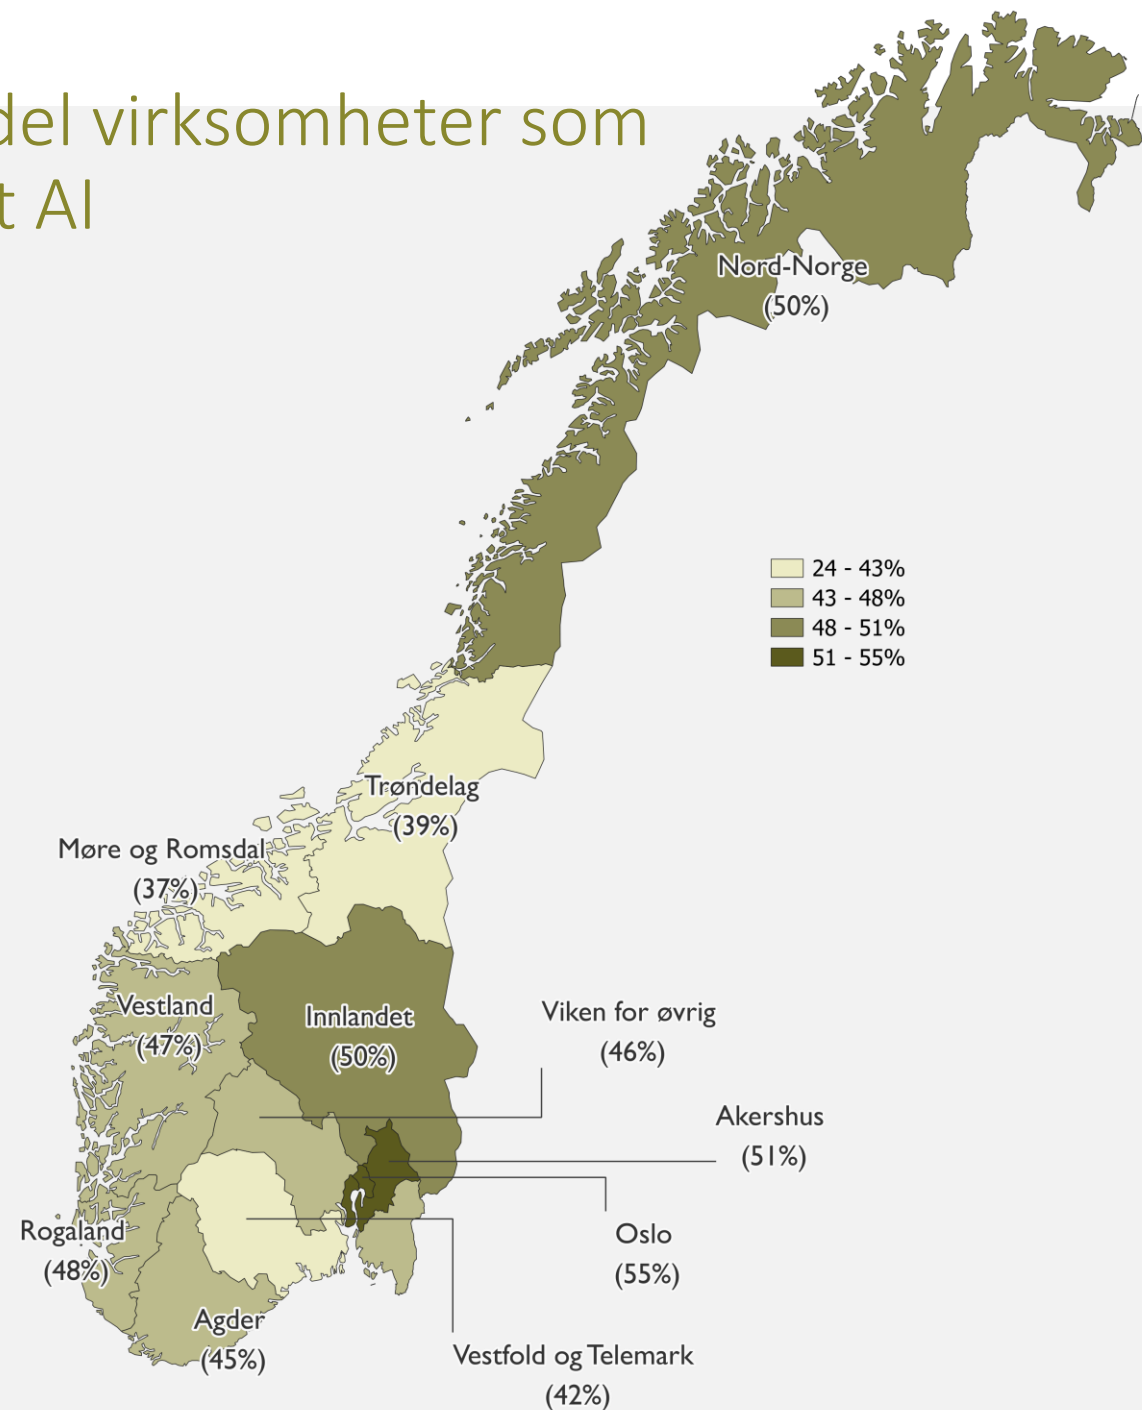 del virksomheter som
t AI
Nord-Norge
(50%)
24 - 43%
43 - 48%
48 - 51%
51 - 55%
Trøndelag
(39%)
Møre og Romsdal
(37%)
Vestland
(47%)
Innlandet
(50%)
Viken for øvrig
(46%)
Akershus
(51%)
Rogaland
(48%)
Oslo
(55%)
Agder
(45%)
Vestfold og Telemark
(42%)